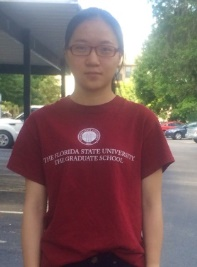 THE FLORIDA STATE UNIVERSITY
THE GRADUATE SCHOOL